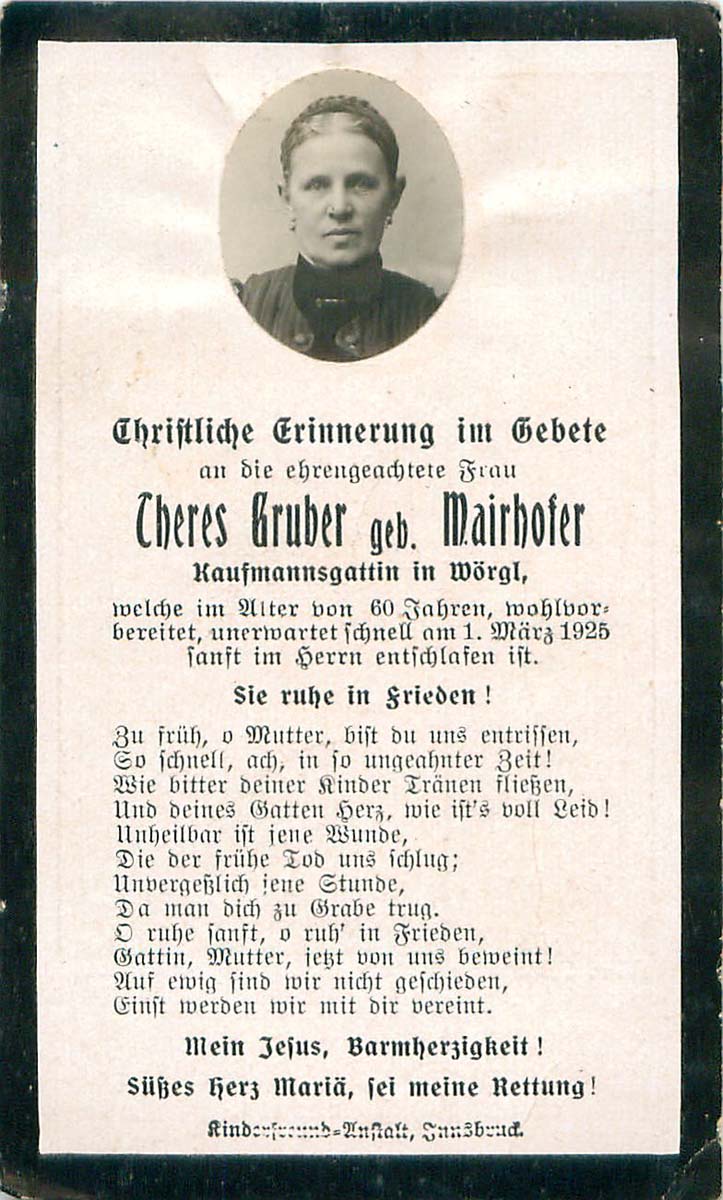 Christliche Erinnerung im Gebete
an die ehrengeachtete Frau
Theres Gruber geb. Mairhofer
Kaufmannsgattin in Wörgl,
welche im Alter von 60 Jahren, wohlvor-
bereitet, unerwartet schnell am 1. März 1925
sanft im Herrn entschlafen ist.
Sie ruhe in Frieden!
Zu früh, o Mutter, bist du uns entrissen,
So schnell, ach, in so ungeahnter Zeit!
Wie bitter deiner Kinder Tränen fließen,
Und deines Gatten Herz, wie ist's voll Leid!
Unheilbar ist jene Wunde,
Die der frühe Tod uns schlug;
Unvergeßlich jene Stunde,
Da man dich zu Grabe trug.
O ruhe sanft, o ruh' in Frieden,
Gattin, Mutter, jetzt von uns beweint!
Auf ewig sind wir nicht geschieden,
Einst werden wir mit dir vereint.
Mein Jesus, Barmherzigkeit!
Süßes Herz Mariä, sei meine Rettung!
Kinderfreund-Anstalt, Innsbruck.